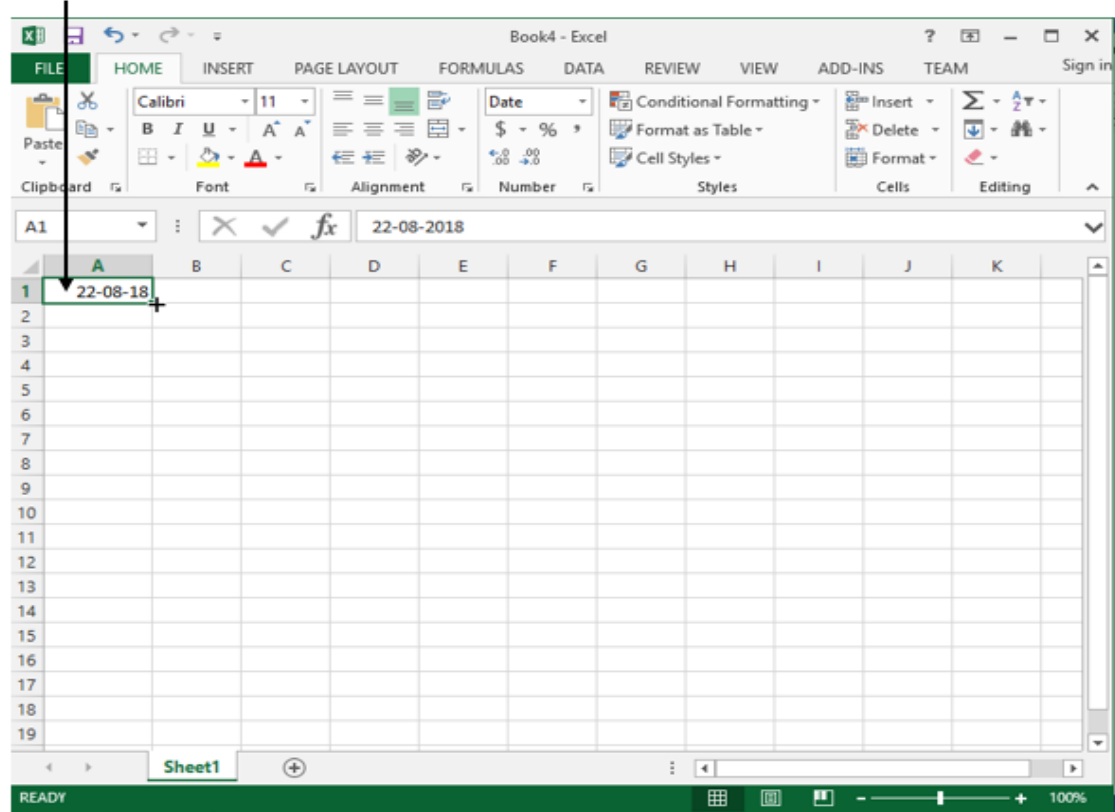 Book4 - Excel ?
FILE HOME INSERT PAGE LAYOUT FORMULAS DATA REVIEW VIEW ADD-INS TEAM Sign in
Calibri 11 Date Conditional Formatting Insert
Paste B I U A A $ % , Format as Table Delete
A Cell Styles Format
Clipboard Font Alignment Number Styles Cells Editing
A1 fx 22-08-2018
A B C D E F G H I J K
1 22-08-18
2
3
4
5
6
7
8
9
10
11
12
13
14
15
16
17
18
19
Sheet1
READY 100%